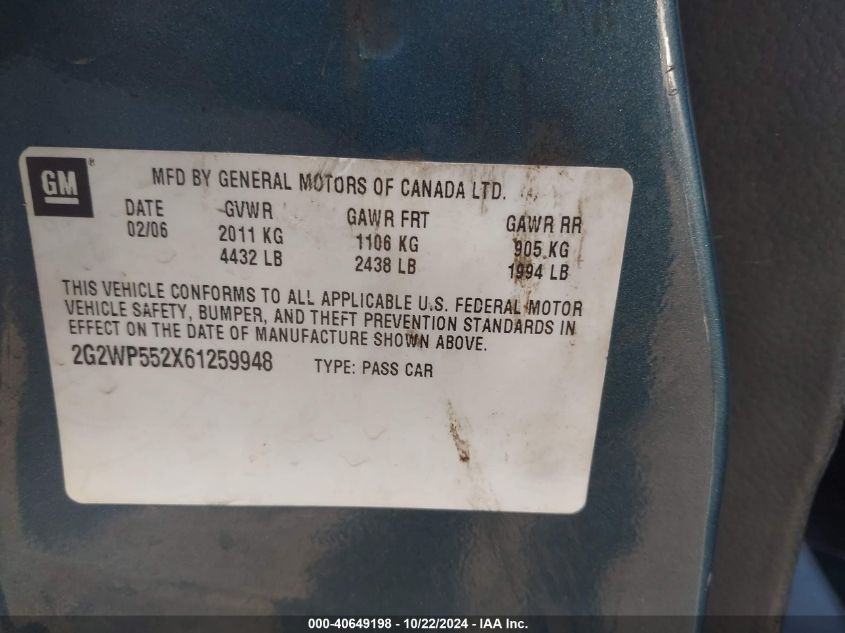 GM ® MFD BY GENERAL MOTORS OF CANADA LTD.
DATE GVWR GAWR FRT GAWR RR
02/06 2011 KG 1106 KG 905 KG
4432 LB 2438 LB 1994 LB
THIS VEHICLE CONFORMS TO ALL APPLICABLE U.S. FEDERAL MOTOR
VEHICLE SAFETY, BUMPER, AND THEFT PREVENTION STANDARDS IN
EFFECT ON THE DATE OF MANUFACTURE SHOWN ABOVE.
2G2WP552X61259948 TYPE: PASS CAR
000-40649198 - 10/22/2024 - IAA Inc.